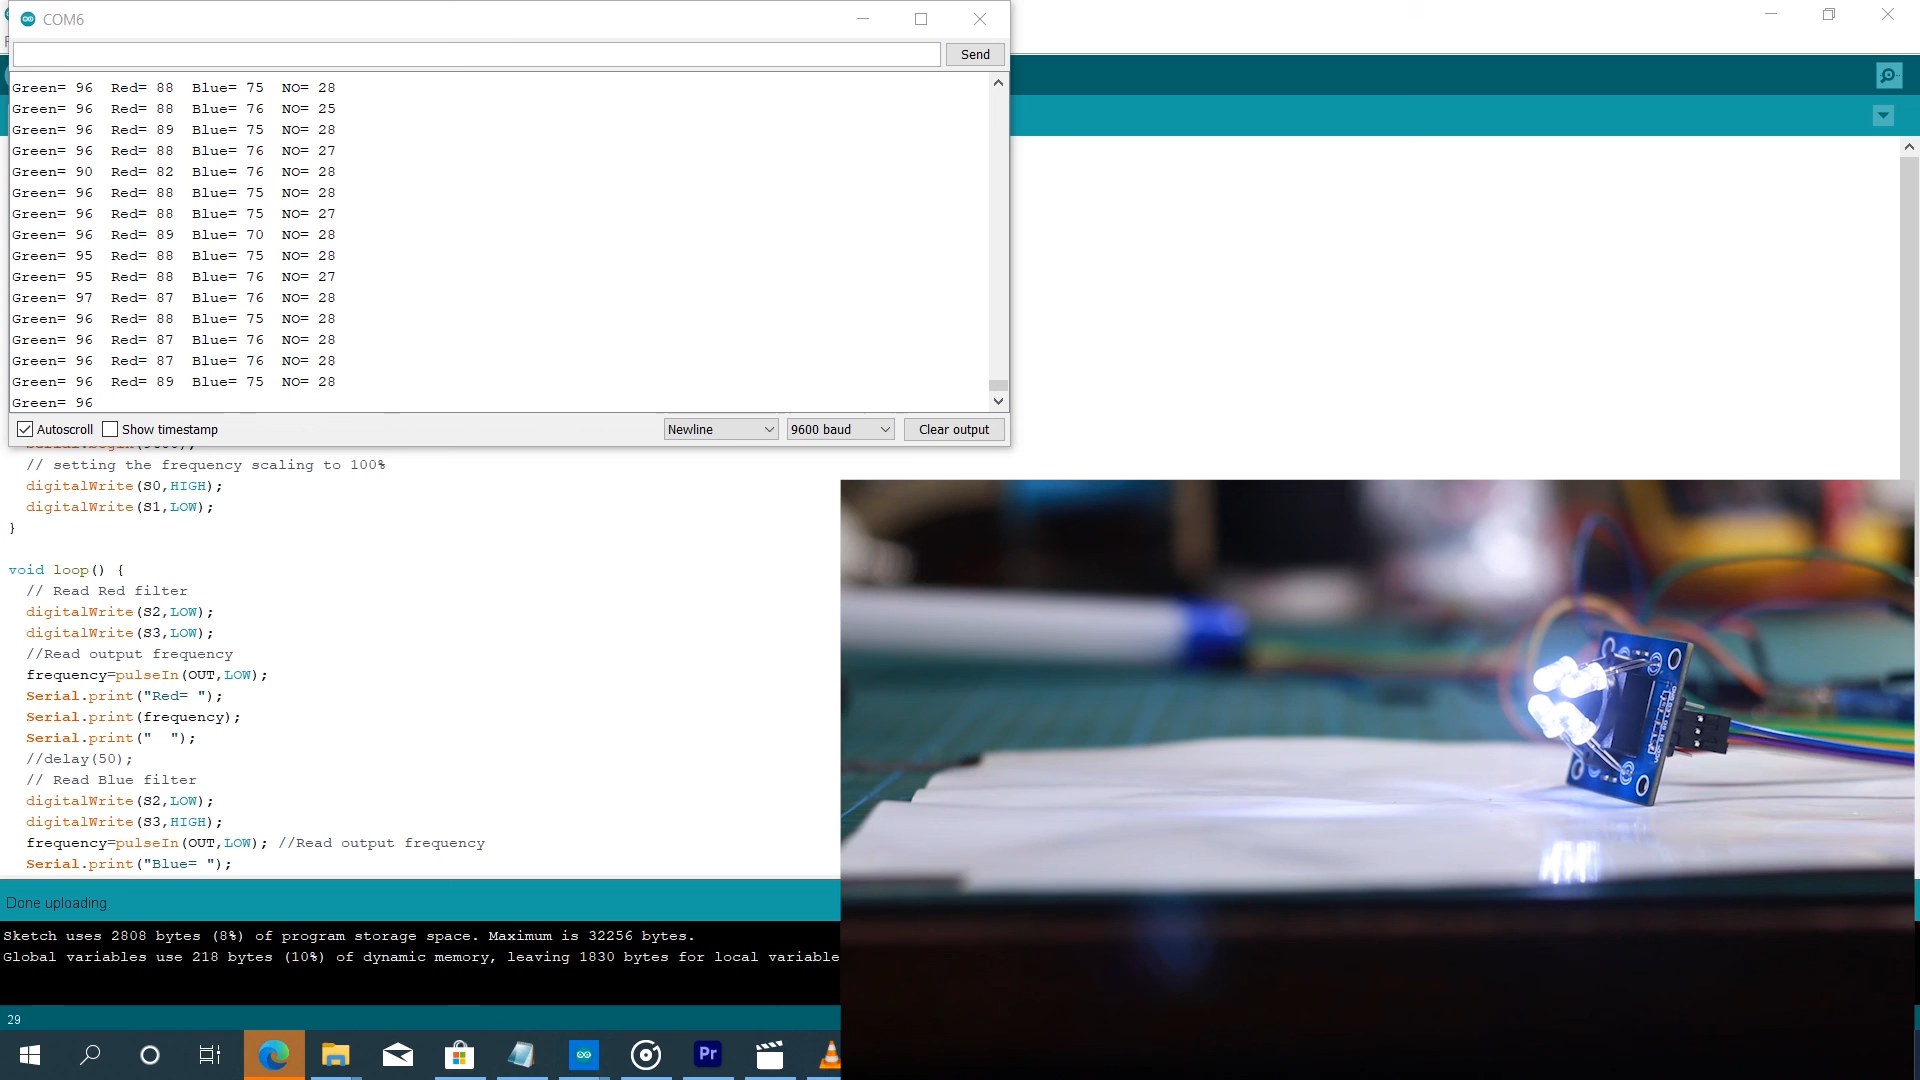 COM6
Send
Green= 96  Red= 88  Blue= 75  NO= 28
Green= 96  Red= 88  Blue= 76  NO= 25
Green= 96  Red= 89  Blue= 75  NO= 28
Green= 96  Red= 88  Blue= 76  NO= 27
Green= 90  Red= 82  Blue= 76  NO= 28
Green= 96  Red= 88  Blue= 75  NO= 28
Green= 96  Red= 88  Blue= 75  NO= 27
Green= 96  Red= 89  Blue= 70  NO= 28
Green= 95  Red= 88  Blue= 75  NO= 28
Green= 95  Red= 88  Blue= 76  NO= 27
Green= 97  Red= 87  Blue= 76  NO= 28
Green= 96  Red= 88  Blue= 75  NO= 28
Green= 96  Red= 87  Blue= 76  NO= 28
Green= 96  Red= 87  Blue= 76  NO= 28
Green= 96  Red= 89  Blue= 75  NO= 28
Green= 96
Autoscroll Show timestamp Newline 9600 baud Clear output
// setting the frequency scaling to 100%
digitalWrite(S0,HIGH);
digitalWrite(S1,LOW);
}
void loop() {
// Read Red filter
digitalWrite(S2,LOW);
digitalWrite(S3,LOW);
//Read output frequency
frequency=pulseIn(OUT,LOW);
Serial.print("Red= ");
Serial.print(frequency);
Serial.print("  ");
//delay(50);
// Read Blue filter
digitalWrite(S2,LOW);
digitalWrite(S3,HIGH);
frequency=pulseIn(OUT,LOW); //Read output frequency
Serial.print("Blue= ");
Done uploading.
Sketch uses 2808 bytes (8%) of program storage space. Maximum is 32256 bytes.
Global variables use 218 bytes (10%) of dynamic memory, leaving 1830 bytes for local variable
29
Pr